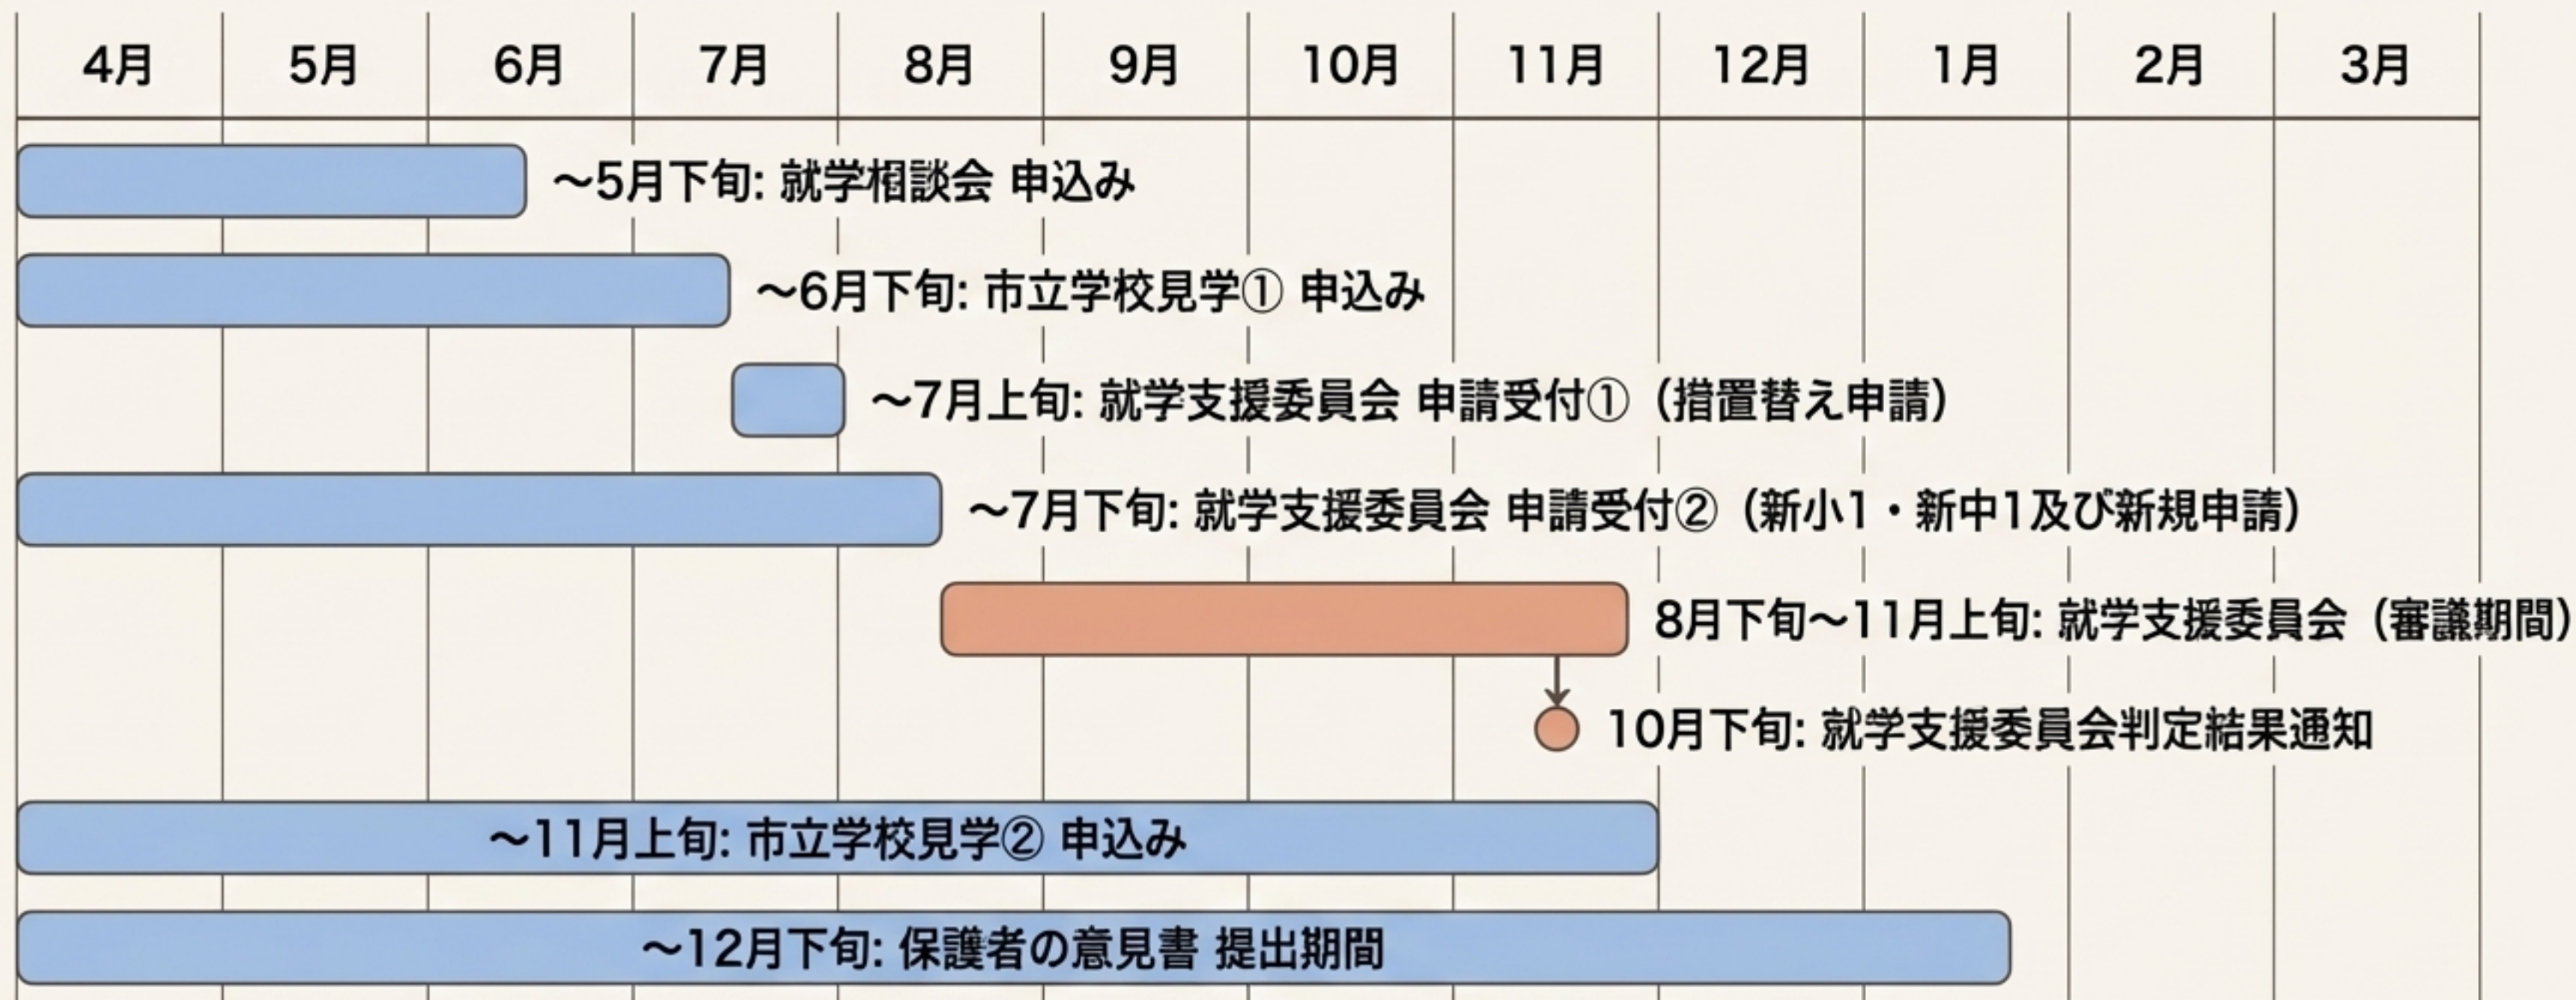 4月 5月 6月 7月 8月 9月 10月 11月 12月 1月 2月 3月
～5月下旬: 就学相談会 申込み
～6月下旬: 市立学校見学① 申込み
～7月上旬: 就学支援委員会 申請受付①（措置替え申請）
～7月下旬: 就学支援委員会 申請受付②（新小1・新中1及び新規申請）
8月下旬～11月上旬: 就学支援委員会（審議期間）
10月下旬: 就学支援委員会判定結果通知
～11月上旬: 市立学校見学② 申込み
～12月下旬: 保護者の意見書 提出期間